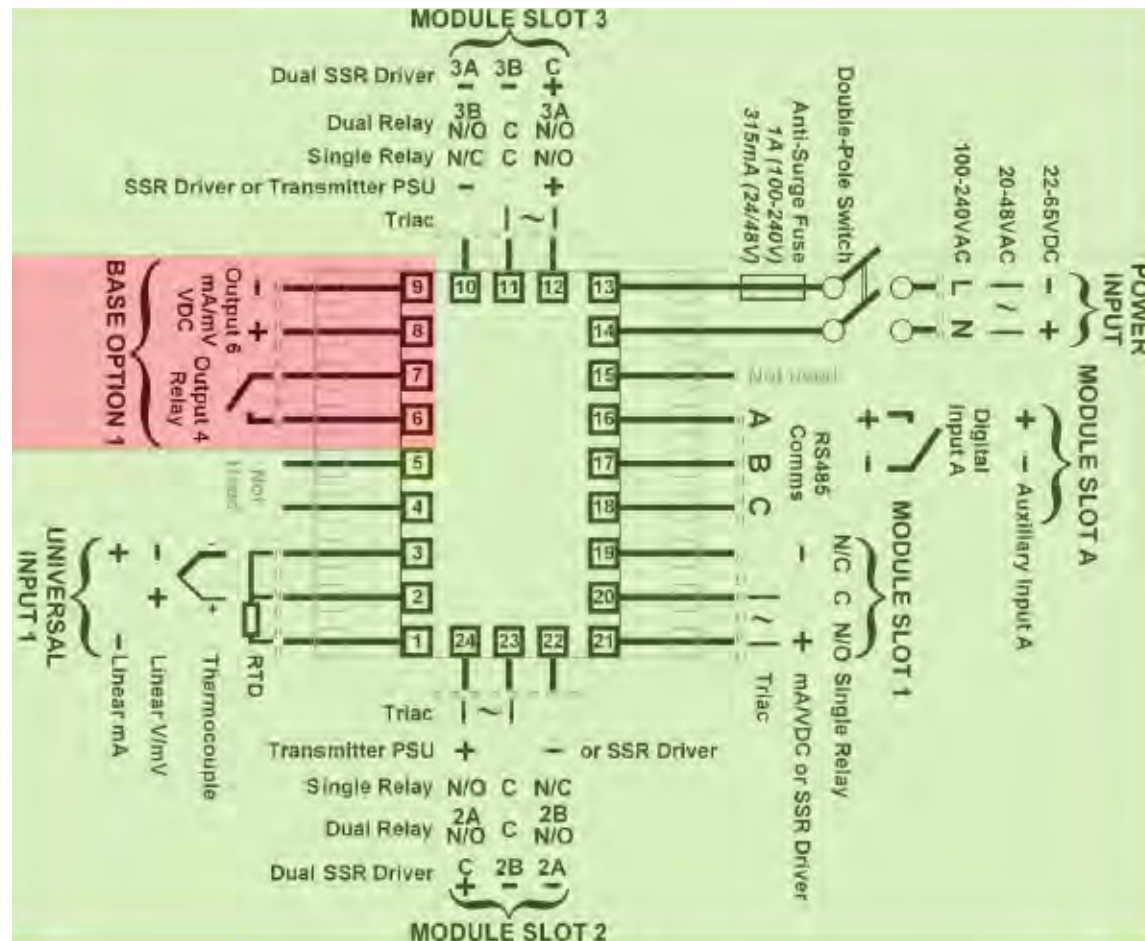 MODULE SLOT 3
Dual SSR Driver 3A 3B C
− − +
Dual Relay 3B N/O C 3A N/O
Single Relay N/C C N/O
SSR Driver or Transmitter PSU − +
Triac ~
Double-Pole Switch
Anti-Surge Fuse
1A (100-240V)
315mA (24/48V)
100-240VAC L N
20-48VAC ~
22-65VDC − +
POWER
INPUT
9 10 11 12 13
8 14
7 15
6 16
5 17
4 18
3 19
2 20
1 24 23 22 21
BASE OPTION 1
Output 6
mA/mV
VDC
− +
Output 4
Relay
Not
Used
UNIVERSAL
INPUT 1
+ − Linear mA
− + Linear V/mV
- + Thermocouple
RTD
Not used
A B C
RS485
Comms
+ −
Digital
Input A
+ − Auxillary Input A
MODULE SLOT A
MODULE SLOT 1
N/C C N/O Single Relay
− + mA/VDC or SSR Driver
~ Triac
Triac ~
Transmitter PSU + − or SSR Driver
Single Relay N/O C N/C
Dual Relay 2A N/O C 2B N/O
Dual SSR Driver C 2B 2A
+ − −
MODULE SLOT 2